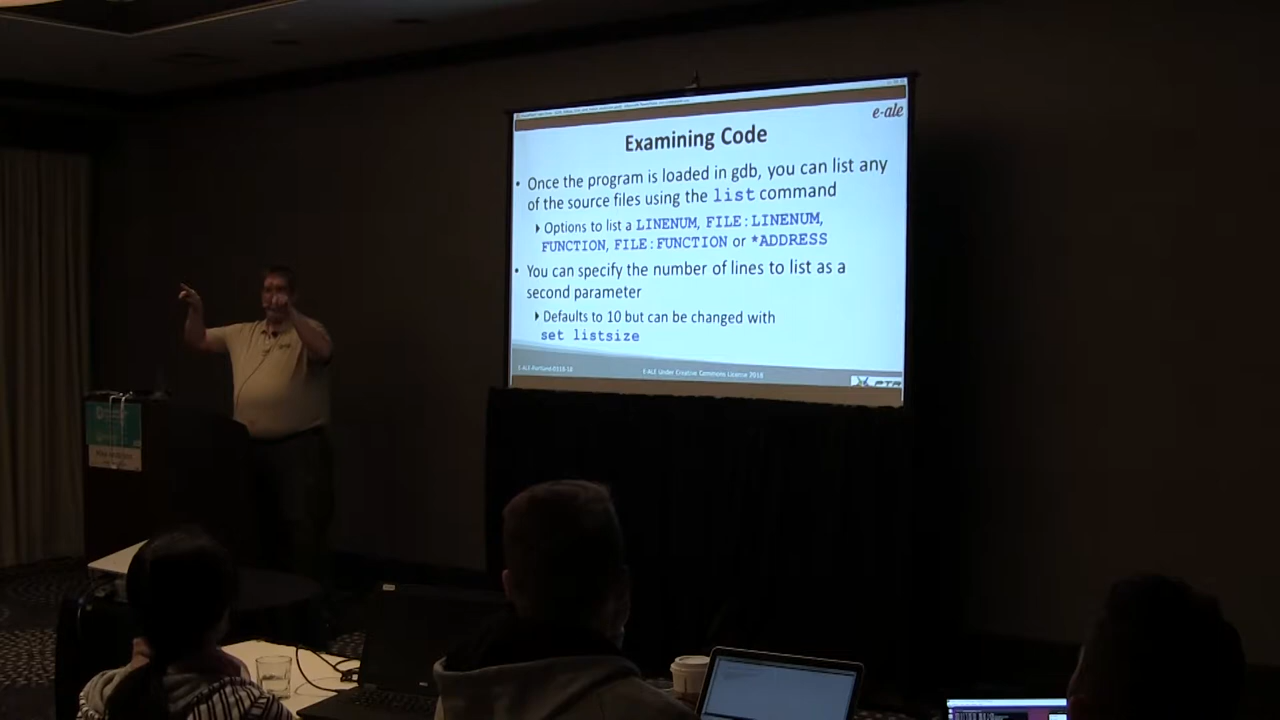 e-ale
Examining Code
• Once the program is loaded in gdb, you can list any
of the source files using the list command
Options to list a LINENUM, FILE:LINENUM,
FUNCTION, FILE:FUNCTION or *ADDRESS
• You can specify the number of lines to list as a
second parameter
Defaults to 10 but can be changed with
set listsize
E-ALE Under Creative Commons License 2018